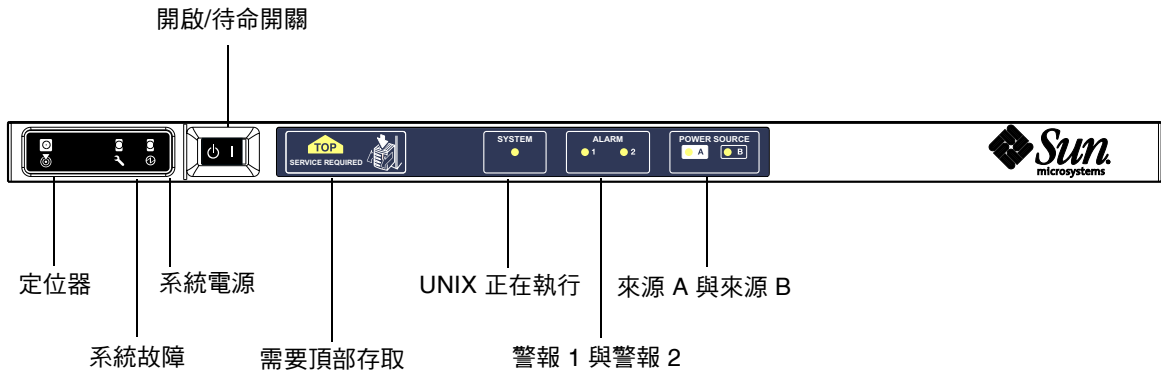 開啟/待命開關
TOP
SERVICE REQUIRED
SYSTEM
ALARM
1 2
POWER SOURCE
A B
Sun.
microsystems
定位器
系統電源
UNIX 正在執行
來源 A 與來源 B
系統故障
需要頂部存取
警報 1 與警報 2